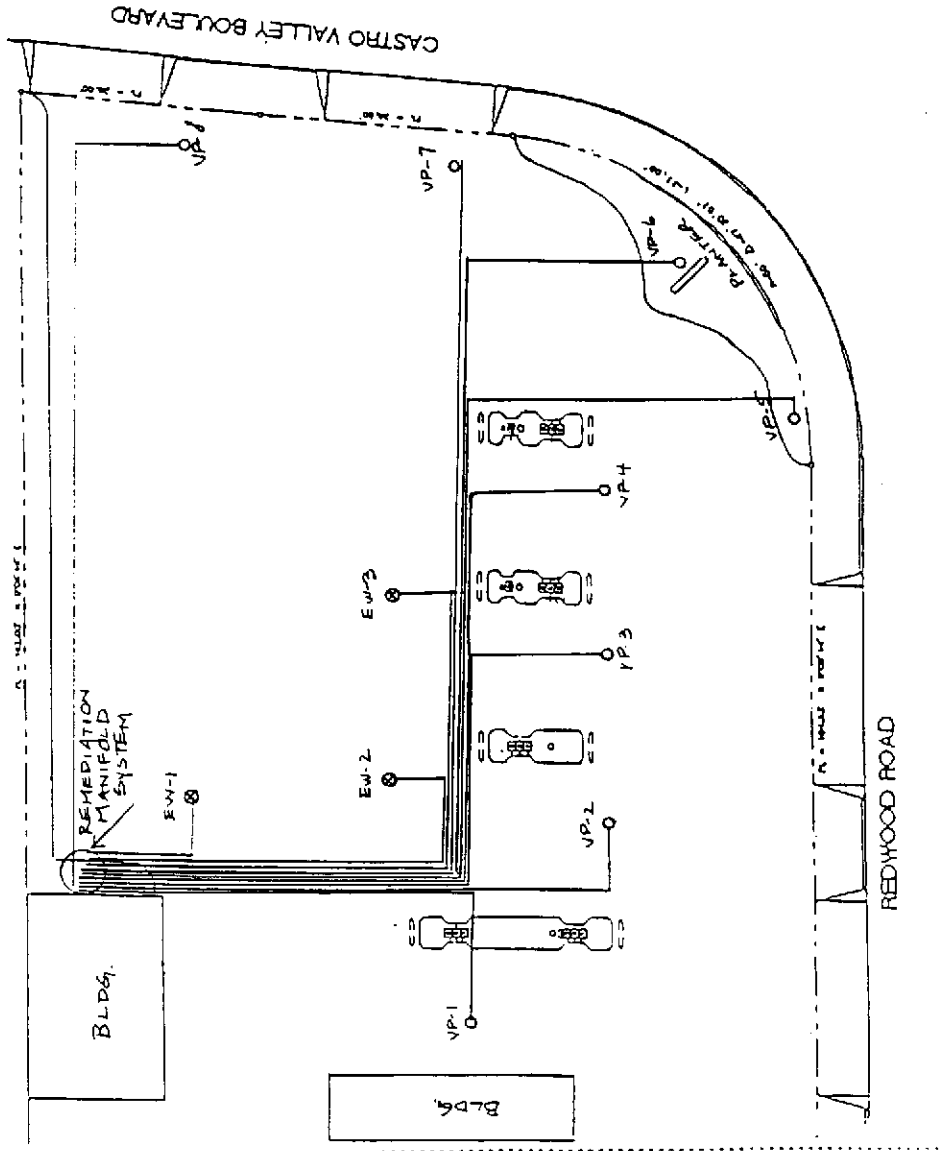 CASTRO VALLEY BOULEVARD
VP-8
VP-7
VP-6
PLANTER
VP-5
VP-4
EW-3
VP-3
REMEDIATION
MANIFOLD
SYSTEM
EW-1
EW-2
VP-2
REDWOOD ROAD
BLDG.
VP-1
BLDG.